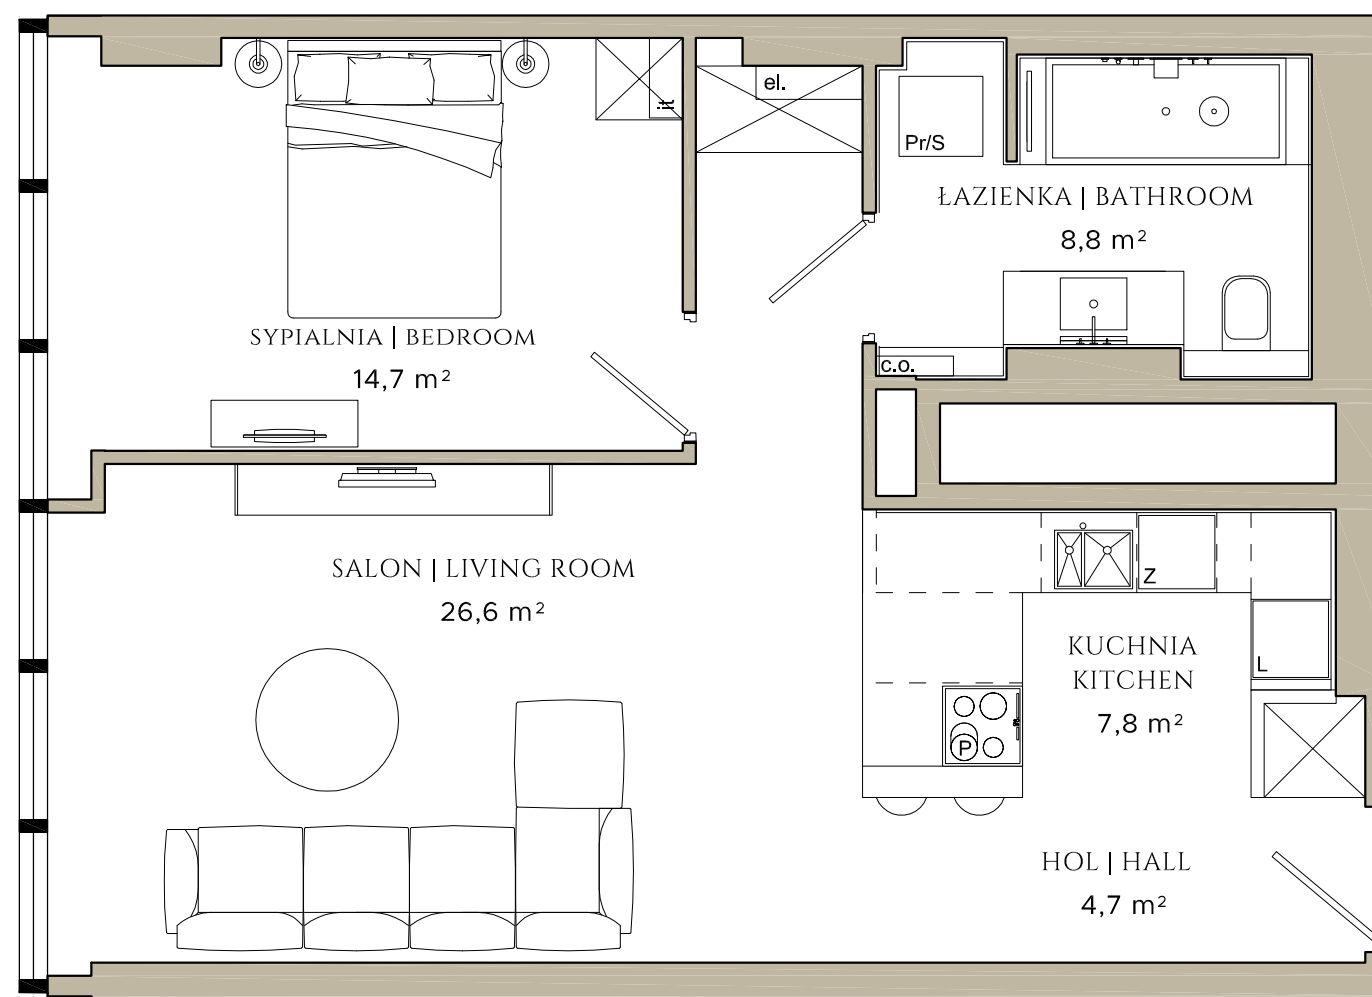 it
el.
Pr/S
ŁAZIENKA | BATHROOM
8,8 m²
SYPIALNIA | BEDROOM
14,7 m²
c.o.
SALON | LIVING ROOM
26,6 m²
Z
KUCHNIA
KITCHEN
7,8 m²
L
P
HOL | HALL
4,7 m²